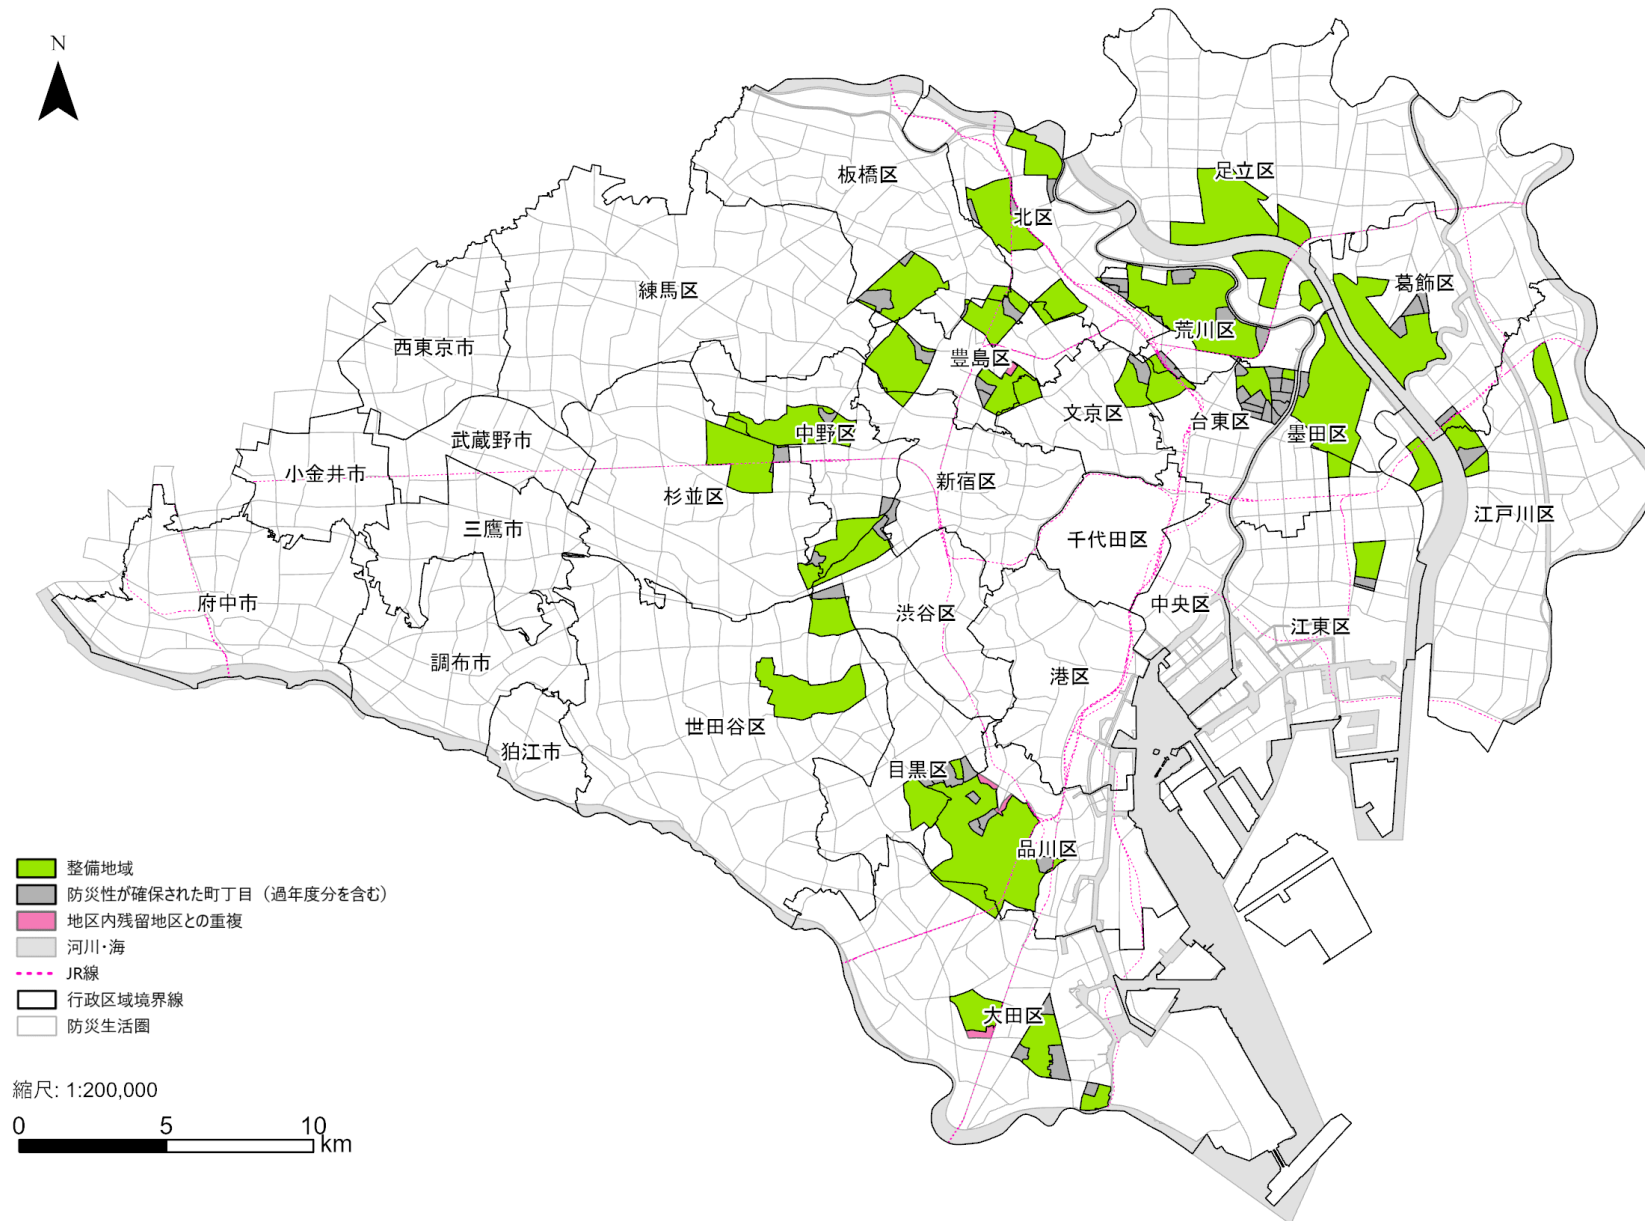 N
足立区
板橋区
北区
葛飾区
練馬区
荒川区
西東京市
豊島区
文京区
台東区
墨田区
中野区
武蔵野市
小金井市
新宿区
杉並区
江戸川区
三鷹市
千代田区
府中市
中央区
渋谷区
江東区
調布市
港区
世田谷区
狛江市
目黒区
品川区
大田区
整備地域
防災性が確保された町丁目（過年度分を含む）
地区内残留地区との重複
河川・海
JR線
行政区域境界線
防災生活圏
縮尺: 1:200,000
0 5 10
km